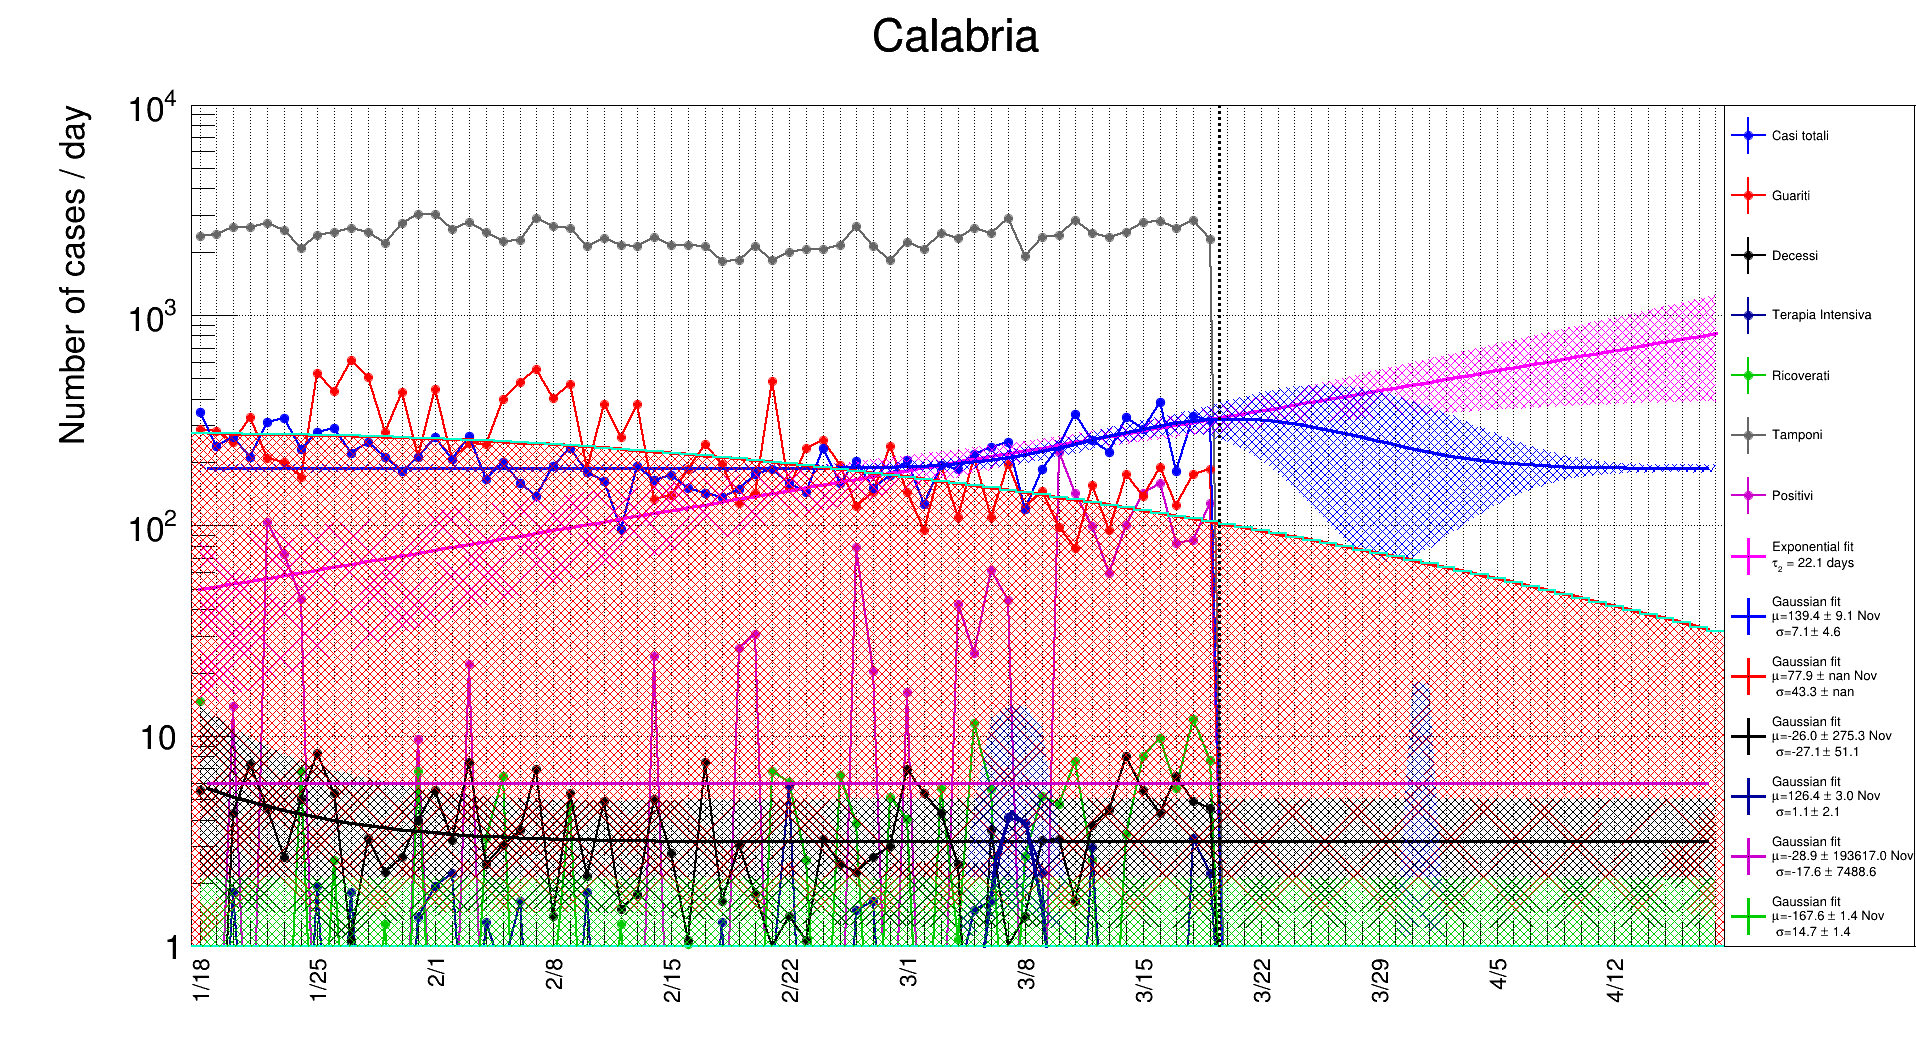 Calabria
Number of cases / day
10^4
10^3
10^2
10
1
1/18
1/25
2/1
2/8
2/15
2/22
3/1
3/8
3/15
3/22
3/29
4/5
4/12
Casi totali
Guariti
Decessi
Terapia Intensiva
Ricoverati
Tamponi
Positivi
Exponential fit
τ_2 = 22.1 days
Gaussian fit
μ=139.4 ± 9.1 Nov
σ=7.1± 4.6
Gaussian fit
μ=77.9 ± nan Nov
σ=43.3 ± nan
Gaussian fit
μ=-26.0 ± 275.3 Nov
σ=-27.1± 51.1
Gaussian fit
μ=126.4 ± 3.0 Nov
σ=1.1± 2.1
Gaussian fit
μ=-28.9 ± 193617.0 Nov
σ=-17.6 ± 7488.6
Gaussian fit
μ=-167.6 ± 1.4 Nov
σ=14.7 ± 1.4